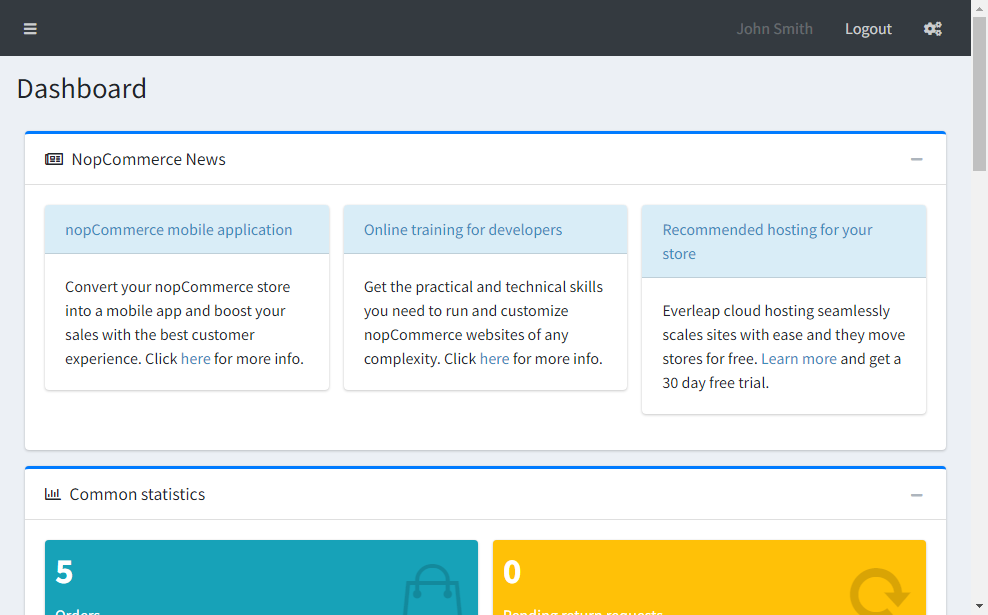 John Smith
Logout
Dashboard
NopCommerce News
nopCommerce mobile application
Convert your nopCommerce store
into a mobile app and boost your
sales with the best customer
experience. Click here for more info.
Online training for developers
Get the practical and technical skills
you need to run and customize
nopCommerce websites of any
complexity. Click here for more info.
Recommended hosting for your
store
Everleap cloud hosting seamlessly
scales sites with ease and they move
stores for free. Learn more and get a
30 day free trial.
Common statistics
5
Orders
0
Pending return requests